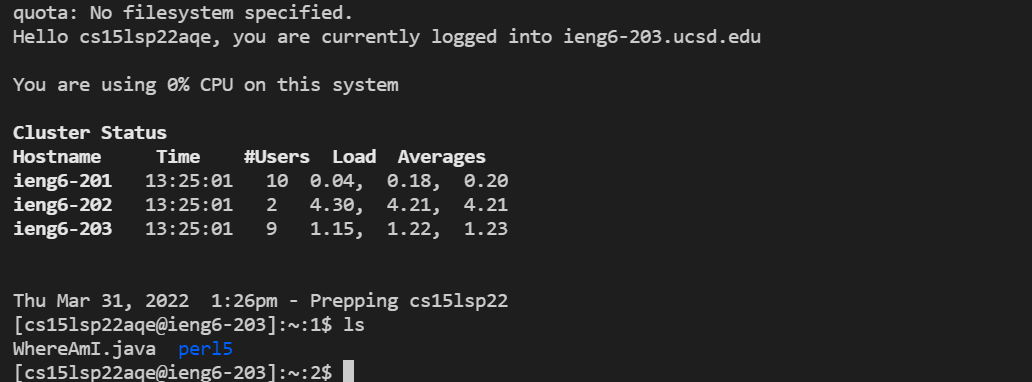 quota: No filesystem specified.
Hello cs15lsp22aqe, you are currently logged into ieng6-203.ucsd.edu
You are using 0% CPU on this system
Cluster Status
Hostname     Time    #Users  Load  Averages
ieng6-201   13:25:01   10  0.04,  0.18,  0.20
ieng6-202   13:25:01   2   4.30,  4.21,  4.21
ieng6-203   13:25:01   9   1.15,  1.22,  1.23
Thu Mar 31, 2022  1:26pm - Prepping cs15lsp22
[cs15lsp22aqe@ieng6-203]:~:1$ ls
WhereAmI.java  perl5
[cs15lsp22aqe@ieng6-203]:~:2$